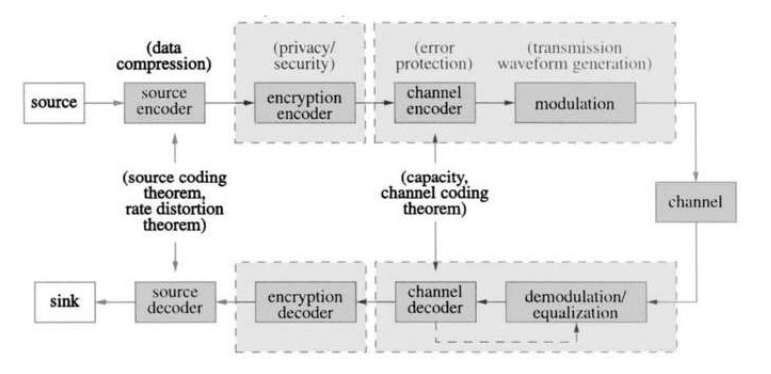 (data
compression)
(privacy/
security)
(error
protection)
(transmission
waveform generation)
source
source
encoder
encryption
encoder
channel
encoder
modulation
(source coding
theorem,
rate distortion
theorem)
(capacity,
channel coding
theorem)
channel
sink
source
decoder
encryption
decoder
channel
decoder
demodulation/
equalization